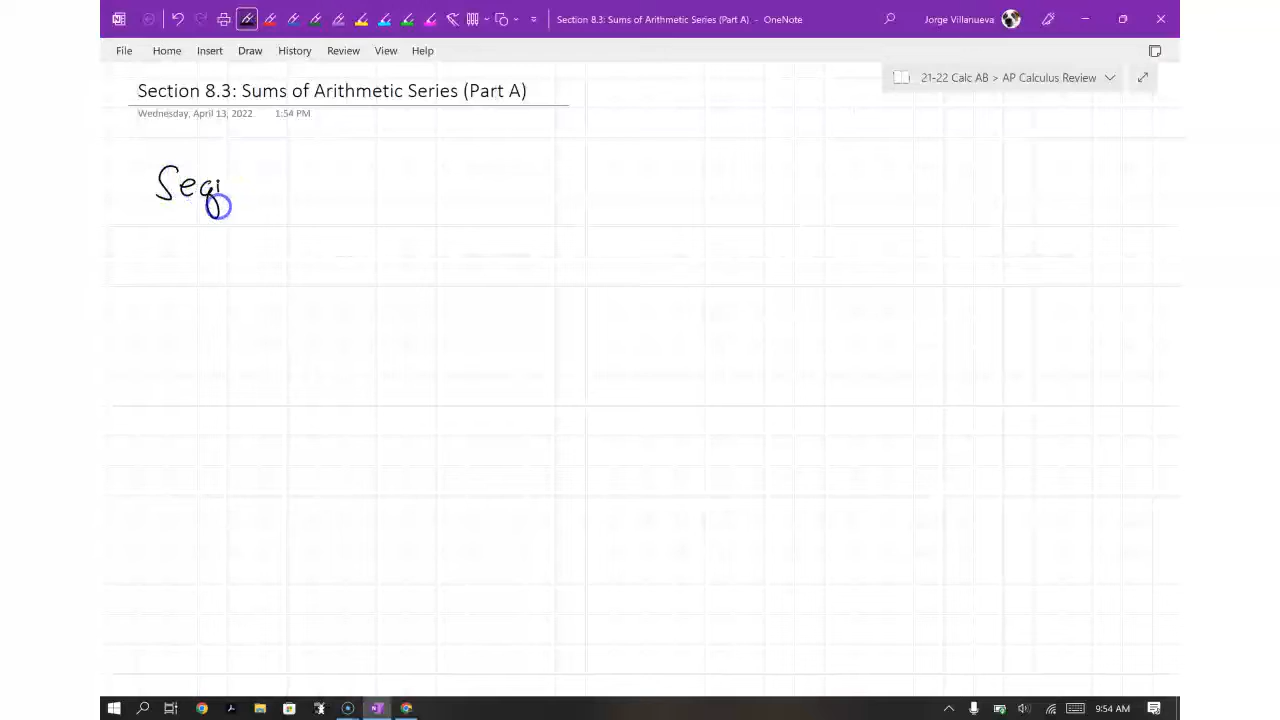 Section 8.3: Sums of Arithmetic Series (Part A) - OneNote
Jorge Villanueva
File Home Insert Draw History Review View Help
21-22 Calc AB > AP Calculus Review
Section 8.3: Sums of Arithmetic Series (Part A)
Wednesday, April 13, 2022 1:54 PM
Seq
9:54 AM